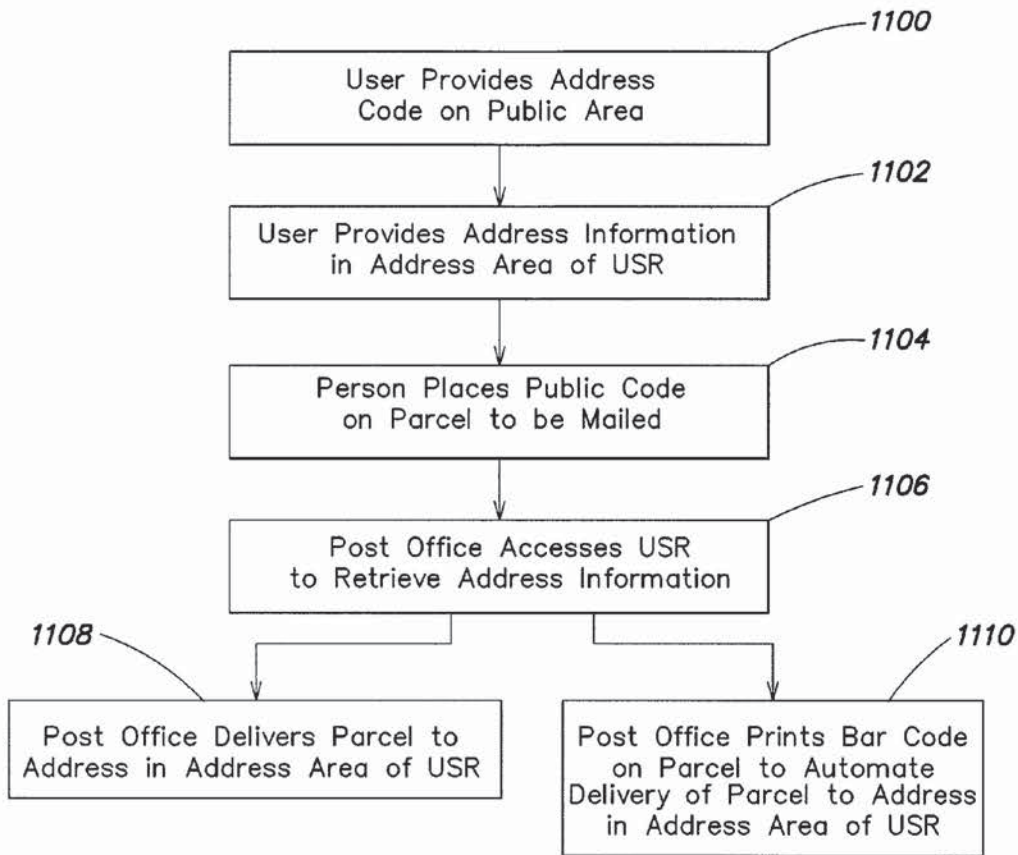 1100
User Provides Address
Code on Public Area
1102
User Provides Address Information
in Address Area of USR
1104
Person Places Public Code
on Parcel to be Mailed
1106
Post Office Accesses USR
to Retrieve Address Information
1108
Post Office Delivers Parcel to
Address in Address Area of USR
1110
Post Office Prints Bar Code
on Parcel to Automate
Delivery of Parcel to Address
in Address Area of USR